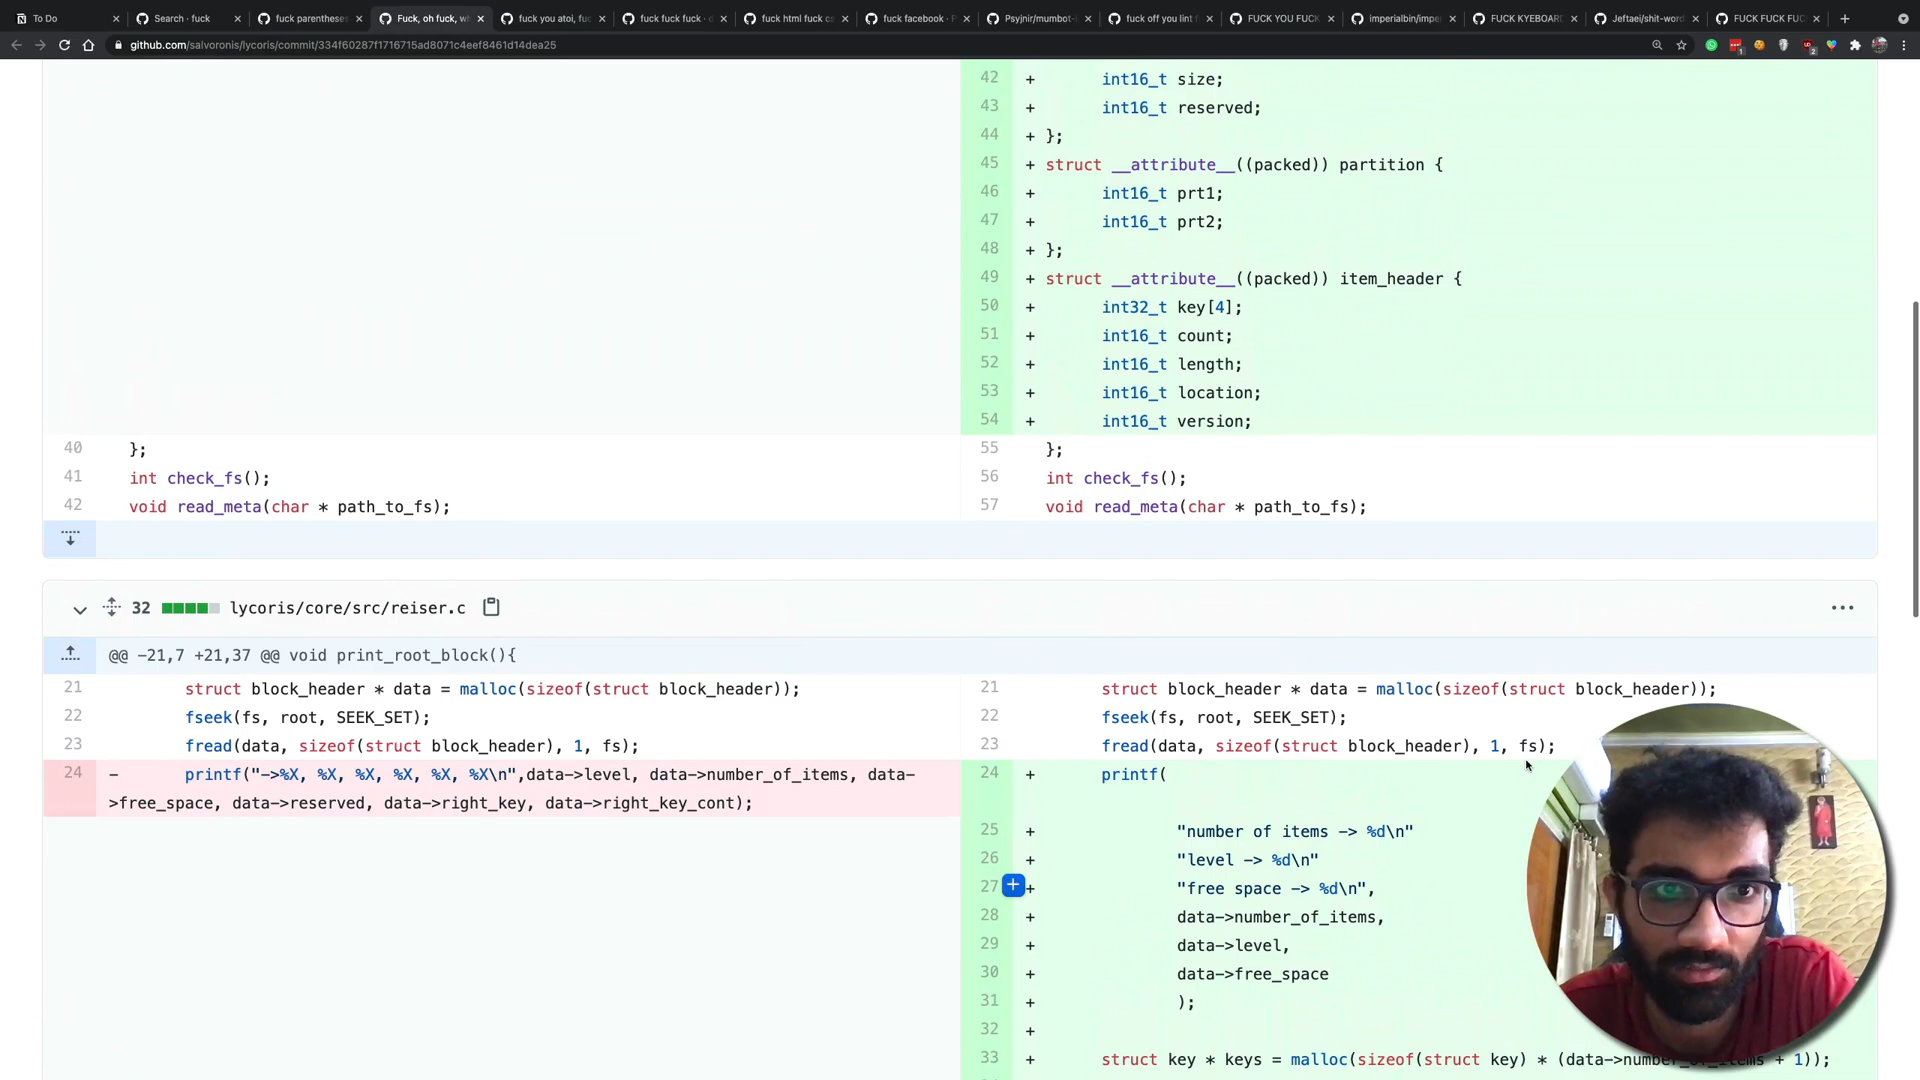 To Do
Search · fuck
fuck parenthese
Fuck, oh fuck, w
fuck you atoi, fuc
fuck fuck fuck · d
fuck html fuck cs
fuck facebook · P
Psyjnir/mumbot-
fuck off you lint f
FUCK YOU FUCK
imperialbin/impe
FUCK KYEBOARD
Jeftaei/shit-word
FUCK FUCK FUC
github.com/salvoronis/lycoris/commit/334f60287f1716715ad8071c4eef8461d14dea25
42 + int16_t size;
43 + int16_t reserved;
44 + };
45 + struct __attribute__((packed)) partition {
46 + int16_t prt1;
47 + int16_t prt2;
48 + };
49 + struct __attribute__((packed)) item_header {
50 + int32_t key[4];
51 + int16_t count;
52 + int16_t length;
53 + int16_t location;
54 + int16_t version;
40 }; 55 };
41 int check_fs(); 56 int check_fs();
42 void read_meta(char * path_to_fs); 57 void read_meta(char * path_to_fs);
32 lycoris/core/src/reiser.c
@@ -21,7 +21,37 @@ void print_root_block(){
21 struct block_header * data = malloc(sizeof(struct block_header)); 21 struct block_header * data = malloc(sizeof(struct block_header));
22 fseek(fs, root, SEEK_SET); 22 fseek(fs, root, SEEK_SET);
23 fread(data, sizeof(struct block_header), 1, fs); 23 fread(data, sizeof(struct block_header), 1, fs);
24 - printf("->%X, %X, %X, %X, %X, %X\n",data->level, data->number_of_items, data- 24 + printf(
>free_space, data->reserved, data->right_key, data->right_key_cont);
25 + "number of items -> %d\n"
26 + "level -> %d\n"
27 + "free space -> %d\n",
28 + data->number_of_items,
29 + data->level,
30 + data->free_space
31 + );
32 +
33 + struct key * keys = malloc(sizeof(struct key) * (data->number_of_items + 1));